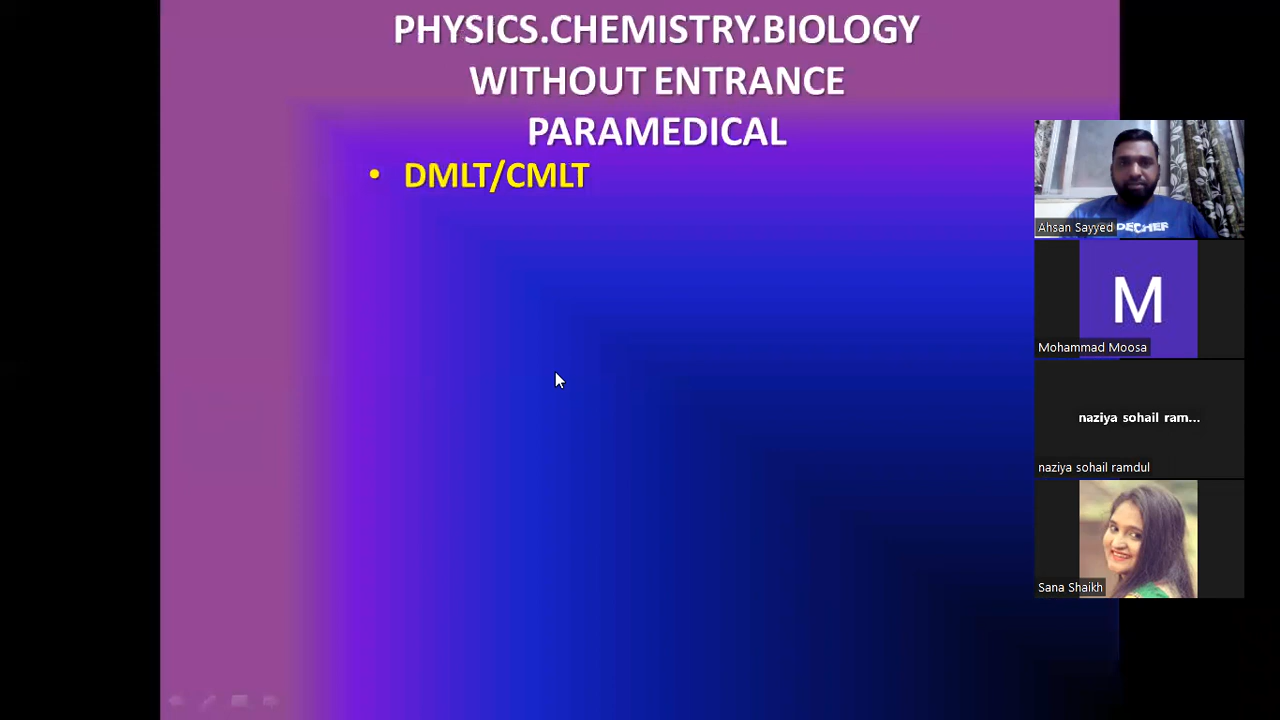 PHYSICS.CHEMISTRY.BIOLOGY
WITHOUT ENTRANCE
PARAMEDICAL
• DMLT/CMLT
DECHEF
Ahsan Sayyed
M
Mohammad Moosa
naziya sohail ram...
naziya sohail ramdul
Sana Shaikh